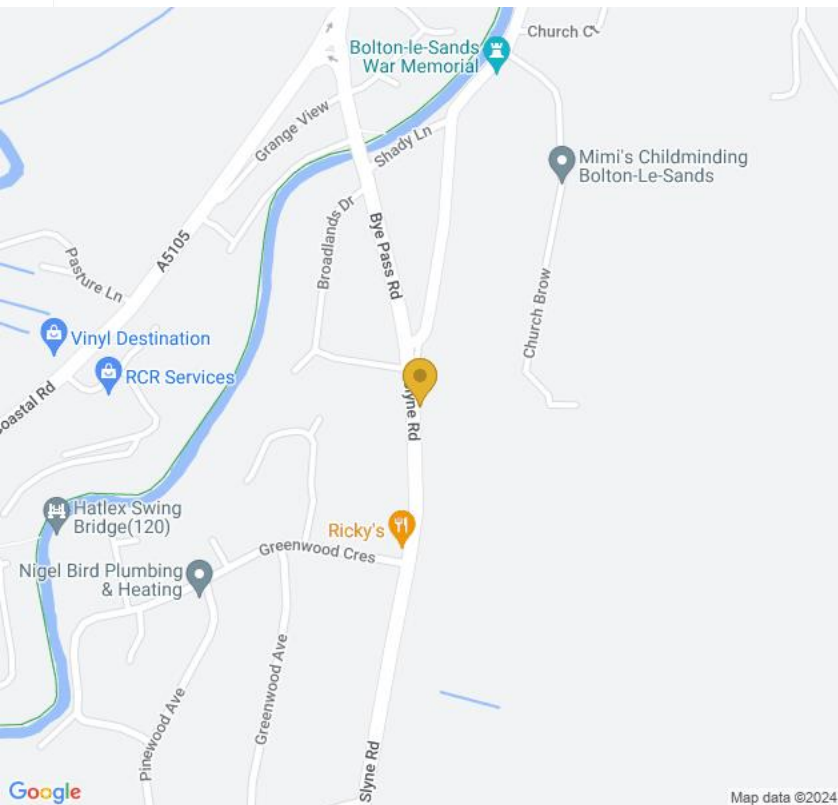 Church Ct
Bolton-le-Sands
War Memorial
Grange View
Shady Ln
Mimi's Childminding
Bolton-Le-Sands
Broadlands Dr
Bye Pass Rd
A5105
Pasture Ln
Church Brow
Vinyl Destination
RCR Services
Coastal Rd
Slyne Rd
Hatlex Swing
Bridge(120)
Ricky's
Greenwood Cres
Nigel Bird Plumbing
& Heating
Greenwood Ave
Pinewood Ave
Slyne Rd
Google
Map data ©2024